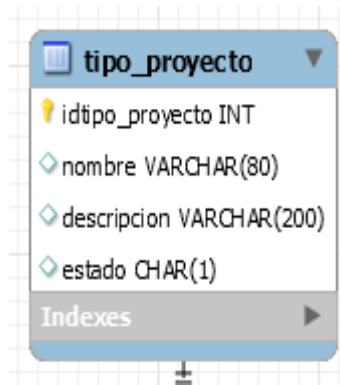 tipo_proyecto
idtipo_proyecto INT
nombre VARCHAR(80)
descripcion VARCHAR(200)
estado CHAR(1)
Indexes